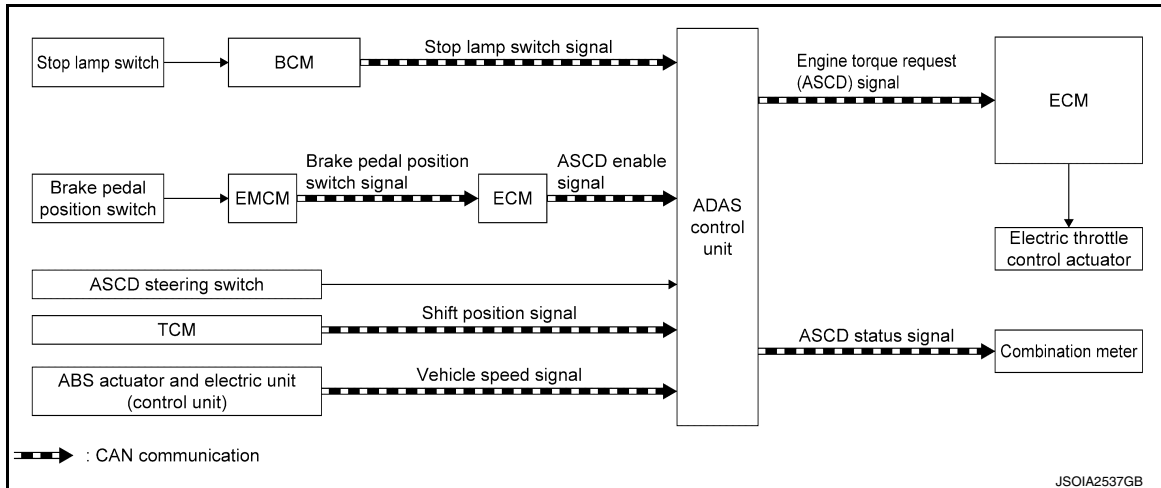 Stop lamp switch
BCM
Stop lamp switch signal
Engine torque request
(ASCD) signal
ECM
Brake pedal
position switch
EMCM
Brake pedal position
switch signal
ECM
ASCD enable
signal
ADAS
control
unit
Electric throttle
control actuator
ASCD steering switch
TCM
Shift position signal
ASCD status signal
Combination meter
ABS actuator and electric unit
(control unit)
Vehicle speed signal
: CAN communication
JSOIA2537GB